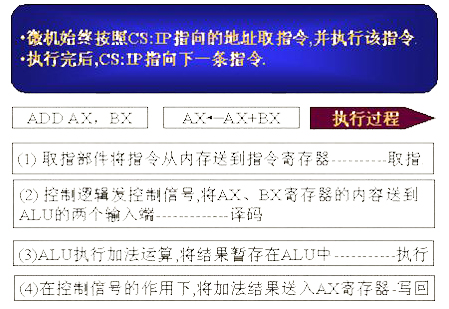 •微机始终按照CS:IP指向的地址取指令,并执行该指令.
•执行完后,CS:IP指向下一条指令.
ADD AX，BX
AX←AX+BX
执行过程
(1) 取指部件将指令从内存送到指令寄存器----------取指
(2) 控制逻辑发控制信号,将AX、BX寄存器的内容送到
ALU的两个输入端------------译码
(3)ALU执行加法运算,将结果暂存在ALU中----------执行
(4)在控制信号的作用下,将加法结果送入AX寄存器-写回